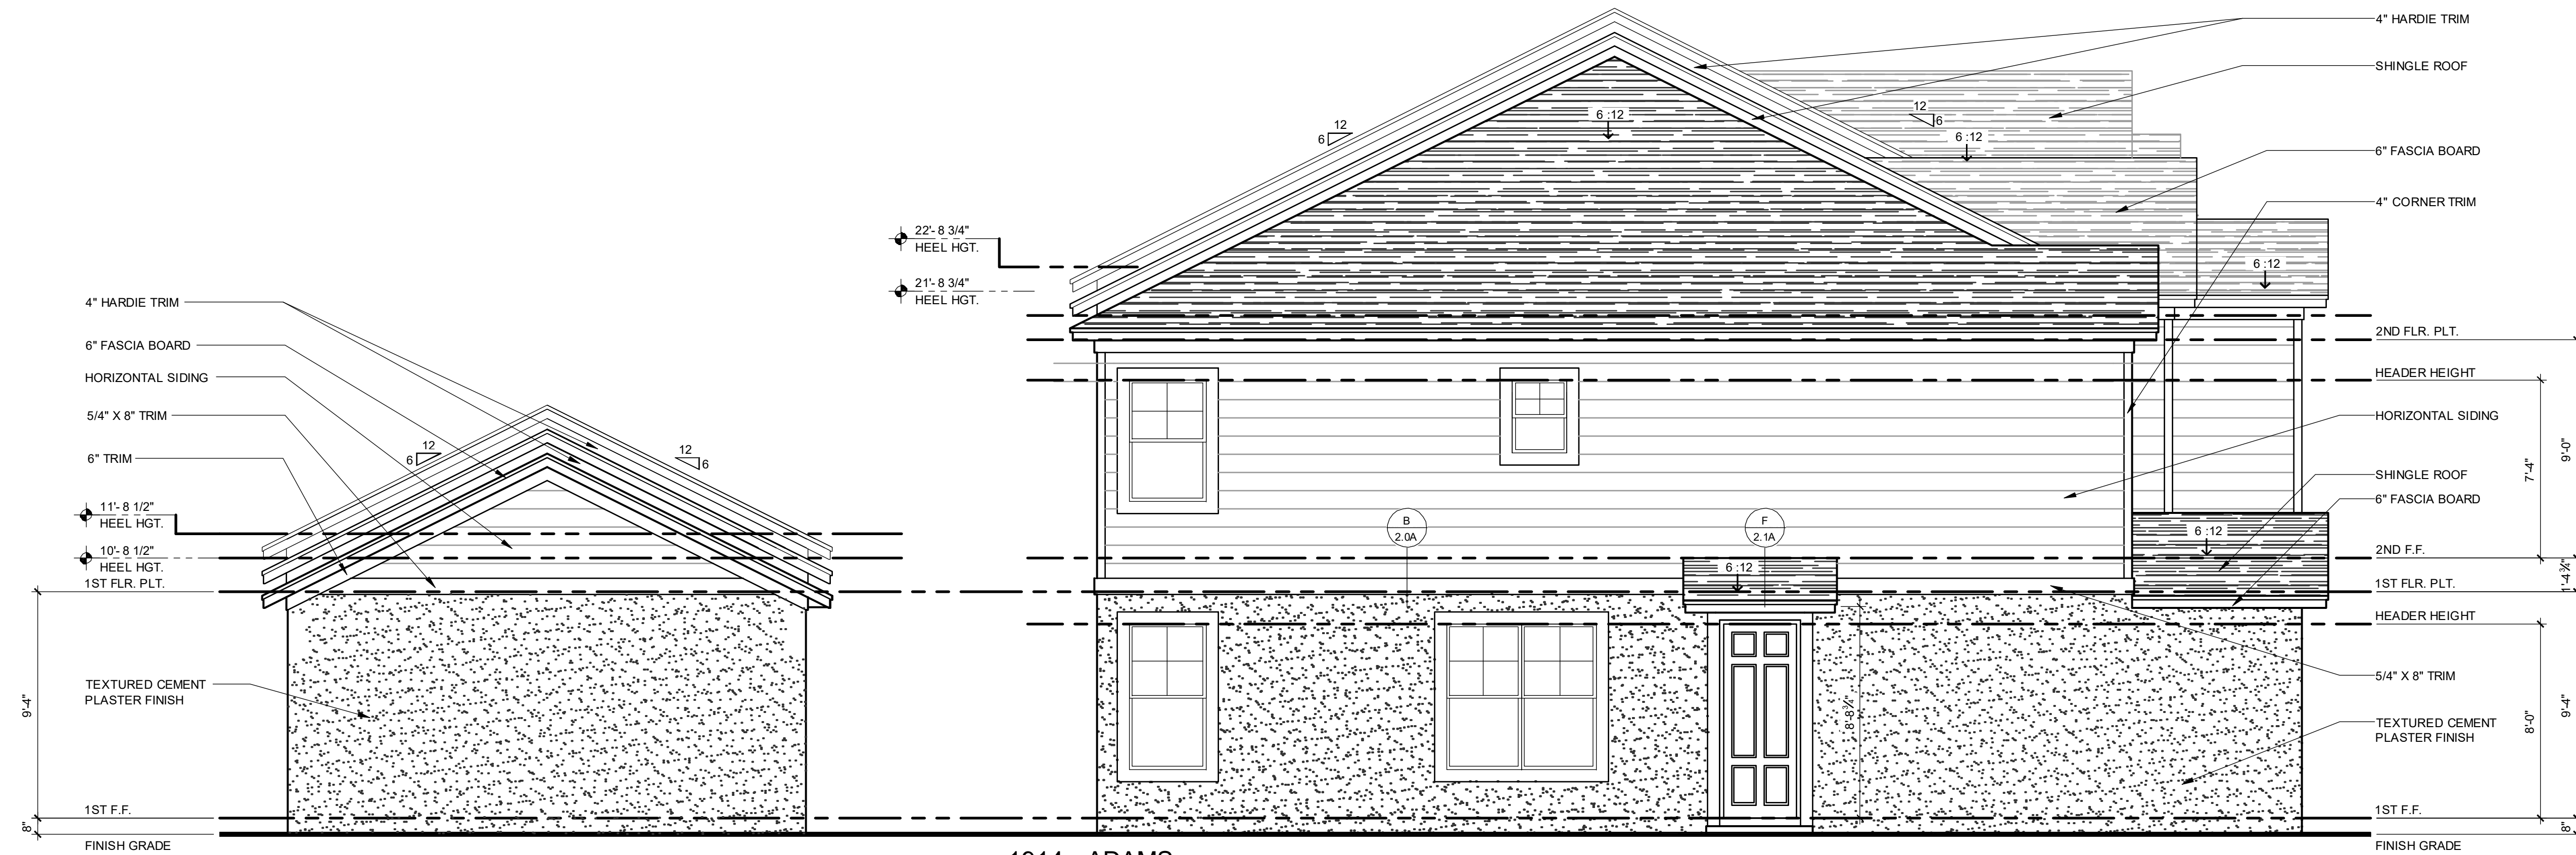 4" HARDIE TRIM
6" FASCIA BOARD
HORIZONTAL SIDING
5/4" X 8" TRIM
6" TRIM
12
6
12
6
11'- 8 1/2"
HEEL HGT.
10'- 8 1/2"
HEEL HGT.
1ST FLR. PLT.
9'-4"
TEXTURED CEMENT
PLASTER FINISH
1ST F.F.
8"
FINISH GRADE
22'- 8 3/4"
HEEL HGT.
21'- 8 3/4"
HEEL HGT.
12
6
6 :12
12
6
6 :12
6 :12
6 :12
6 :12
B
2.0A
F
2.1A
8'-8¾"
4" HARDIE TRIM
SHINGLE ROOF
6" FASCIA BOARD
4" CORNER TRIM
2ND FLR. PLT.
HEADER HEIGHT
HORIZONTAL SIDING
9'-0"
7'-4"
SHINGLE ROOF
6" FASCIA BOARD
2ND F.F.
1'-4¾"
1ST FLR. PLT.
HEADER HEIGHT
5/4" X 8" TRIM
9'-4"
8'-0"
TEXTURED CEMENT
PLASTER FINISH
1ST F.F.
8"
FINISH GRADE
1914 - ADAMS